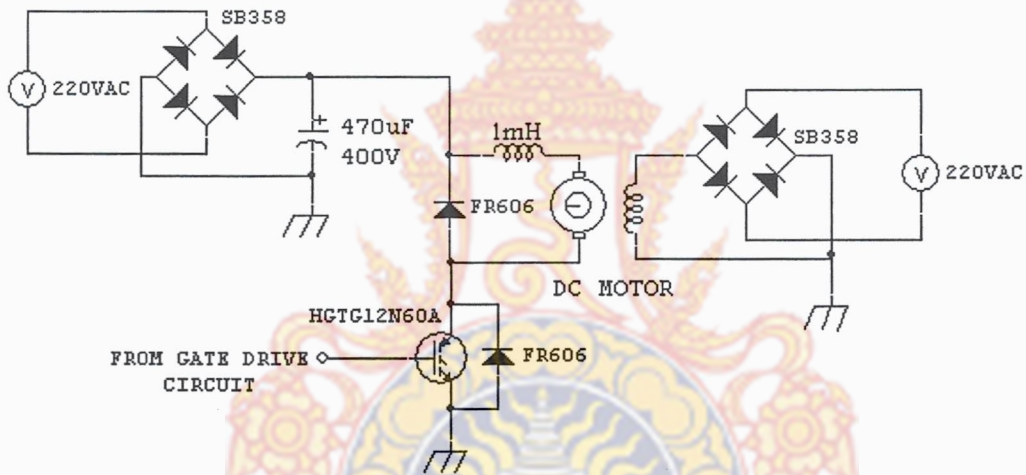 SB358
V 220VAC
+
470uF
400V
1mH
SB358
V 220VAC
FR606
DC MOTOR
HGTG12N60A
FROM GATE DRIVE
CIRCUIT
FR606